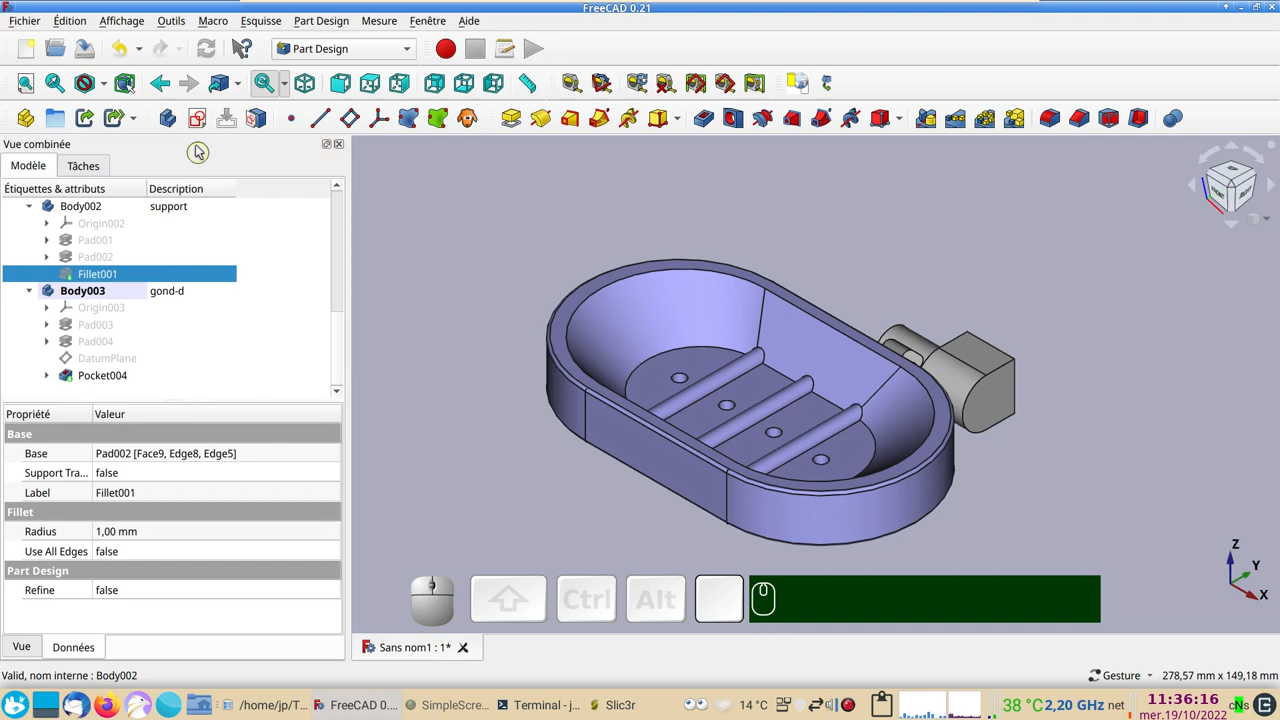 FreeCAD 0.21
Fichier Édition Affichage Outils Macro Esquisse Part Design Mesure Fenêtre Aide
Part Design
Vue combinée
Modèle Tâches
Étiquettes & attributs Description
Body002 support
Origin002
Pad001
Pad002
Fillet001
Body003 gond-d
Origin003
Pad003
Pad004
DatumPlane
Pocket004
Propriété Valeur
Base
Base Pad002 [Face9, Edge8, Edge5]
Support Tra... false
Label Fillet001
Fillet
Radius 1,00 mm
Use All Edges false
Part Design
Refine false
Ctrl Alt
Z
Y
X
Vue Données
Sans nom1 : 1*
Valid, nom interne : Body002
Gesture 278,57 mm x 149,18 mm
/home/jp/T... FreeCAD 0.... SimpleScre... Terminal - j... Slic3r
14 °C
38 °C 2,20 GHz net
11:36:16
mer.19/10/2022
cNs